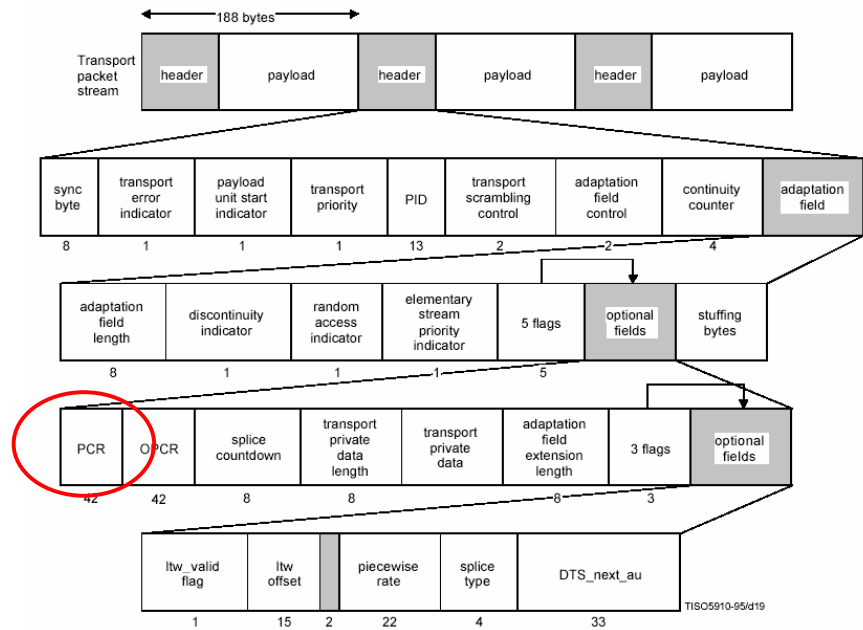 188 bytes
Transport
packet
stream
header
payload
header
payload
header
payload
sync
byte
transport
error
indicator
payload
unit start
indicator
transport
priority
PID
transport
scrambling
control
adaptation
field
control
continuity
counter
adaptation
field
8
1
1
1
13
2
2
4
adaptation
field
length
discontinuity
indicator
random
access
indicator
elementary
stream
priority
indicator
5 flags
optional
fields
stuffing
bytes
8
1
1
1
5
PCR
OPCR
splice
countdown
transport
private
data
length
transport
private data
adaptation
field
extension
length
3 flags
optional
fields
42
42
8
8
8
3
ltw_valid
flag
ltw
offset
piecewise
rate
splice
type
DTS_next_au
TISO5910-95/d19
1
15
2
22
4
33